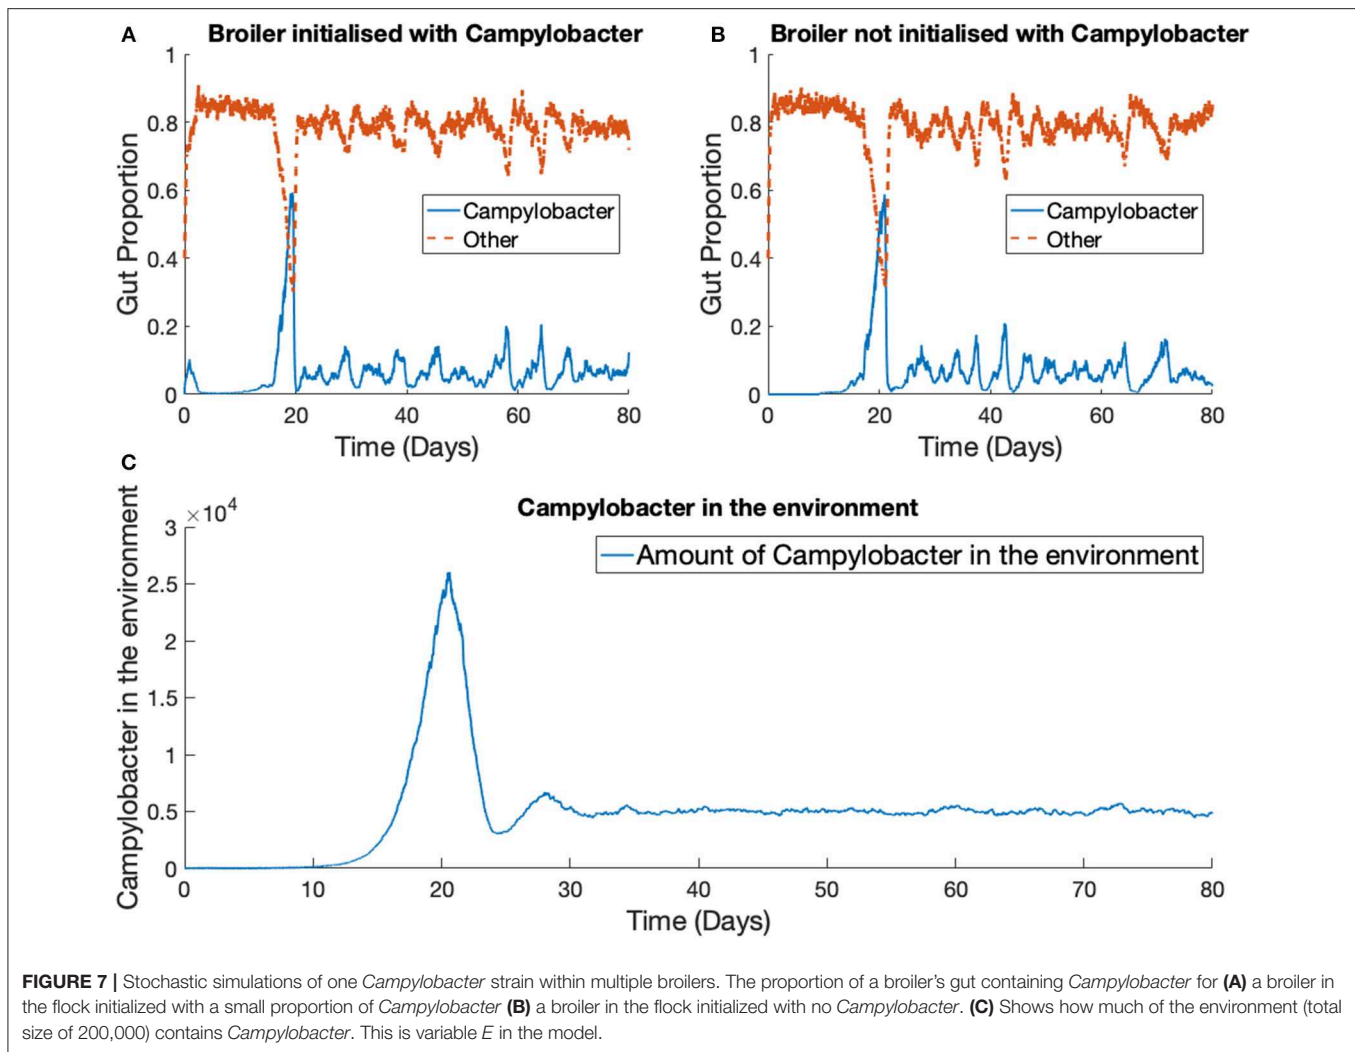 A Broiler initialised with Campylobacter
1
0.8
0.6
0.4
0.2
0
Gut Proportion
Campylobacter
Other
0 20 40 60 80
Time (Days)
B Broiler not initialised with Campylobacter
1
0.8
0.6
0.4
0.2
0
Gut Proportion
Campylobacter
Other
0 20 40 60 80
Time (Days)
C
Campylobacter in the environment
×10⁴
3
2.5
2
1.5
1
0.5
0
Campylobacter in the environment
Amount of Campylobacter in the environment
0 10 20 30 40 50 60 70 80
Time (Days)
FIGURE 7 | Stochastic simulations of one Campylobacter strain within multiple broilers. The proportion of a broiler's gut containing Campylobacter for (A) a broiler in
the flock initialized with a small proportion of Campylobacter (B) a broiler in the flock initialized with no Campylobacter. (C) Shows how much of the environment (total
size of 200,000) contains Campylobacter. This is variable E in the model.